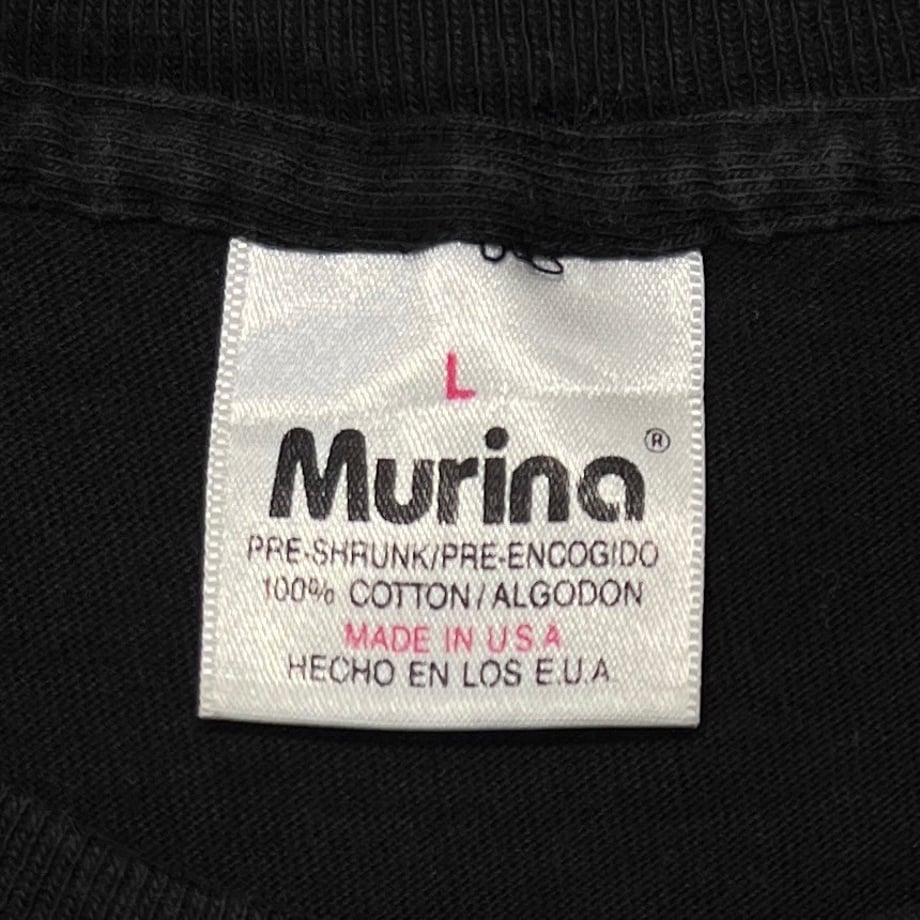 L
Murina®
PRE-SHRUNK/PRE-ENCOGIDO
100% COTTON/ALGODON
MADE IN U.S.A
HECHO EN LOS E.U.A.